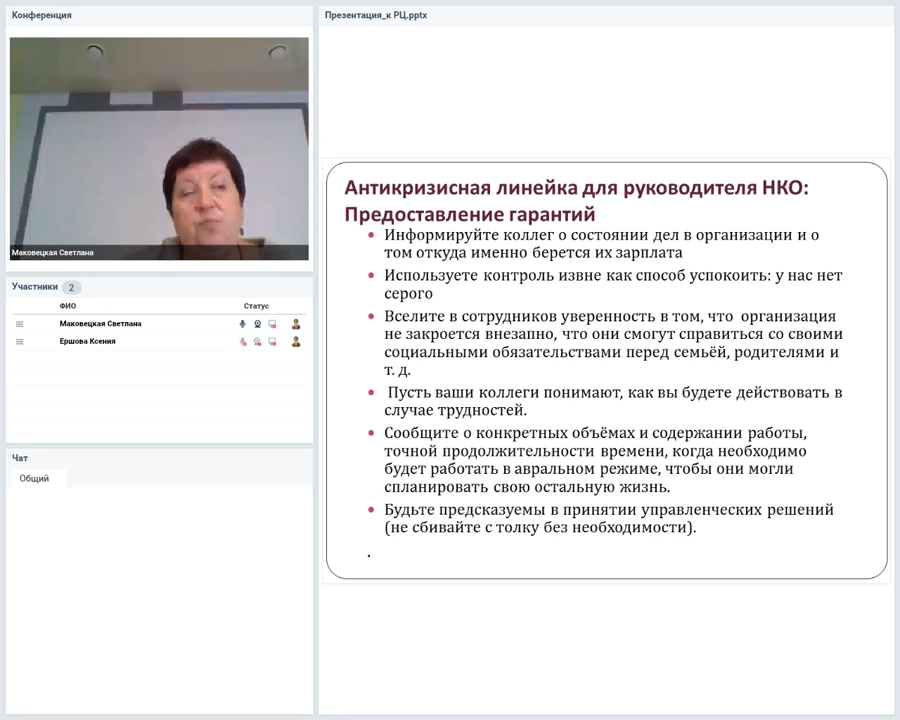 Конференция
Маковецкая Светлана
Участники 2
ФИО Статус
Маковецкая Светлана
Ершова Ксения
Чат
Общий
Презентация_к РЦ.pptx
Антикризисная линейка для руководителя НКО:
Предоставление гарантий
• Информируйте коллег о состоянии дел в организации и о
том откуда именно берется их зарплата
• Используете контроль извне как способ успокоить: у нас нет
серого
• Вселите в сотрудников уверенность в том, что организация
не закроется внезапно, что они смогут справиться со своими
социальными обязательствами перед семьёй, родителями и
т. д.
• Пусть ваши коллеги понимают, как вы будете действовать в
случае трудностей.
• Сообщите о конкретных объёмах и содержании работы,
точной продолжительности времени, когда необходимо
будет работать в авральном режиме, чтобы они могли
спланировать свою остальную жизнь.
• Будьте предсказуемы в принятии управленческих решений
(не сбивайте с толку без необходимости).
.